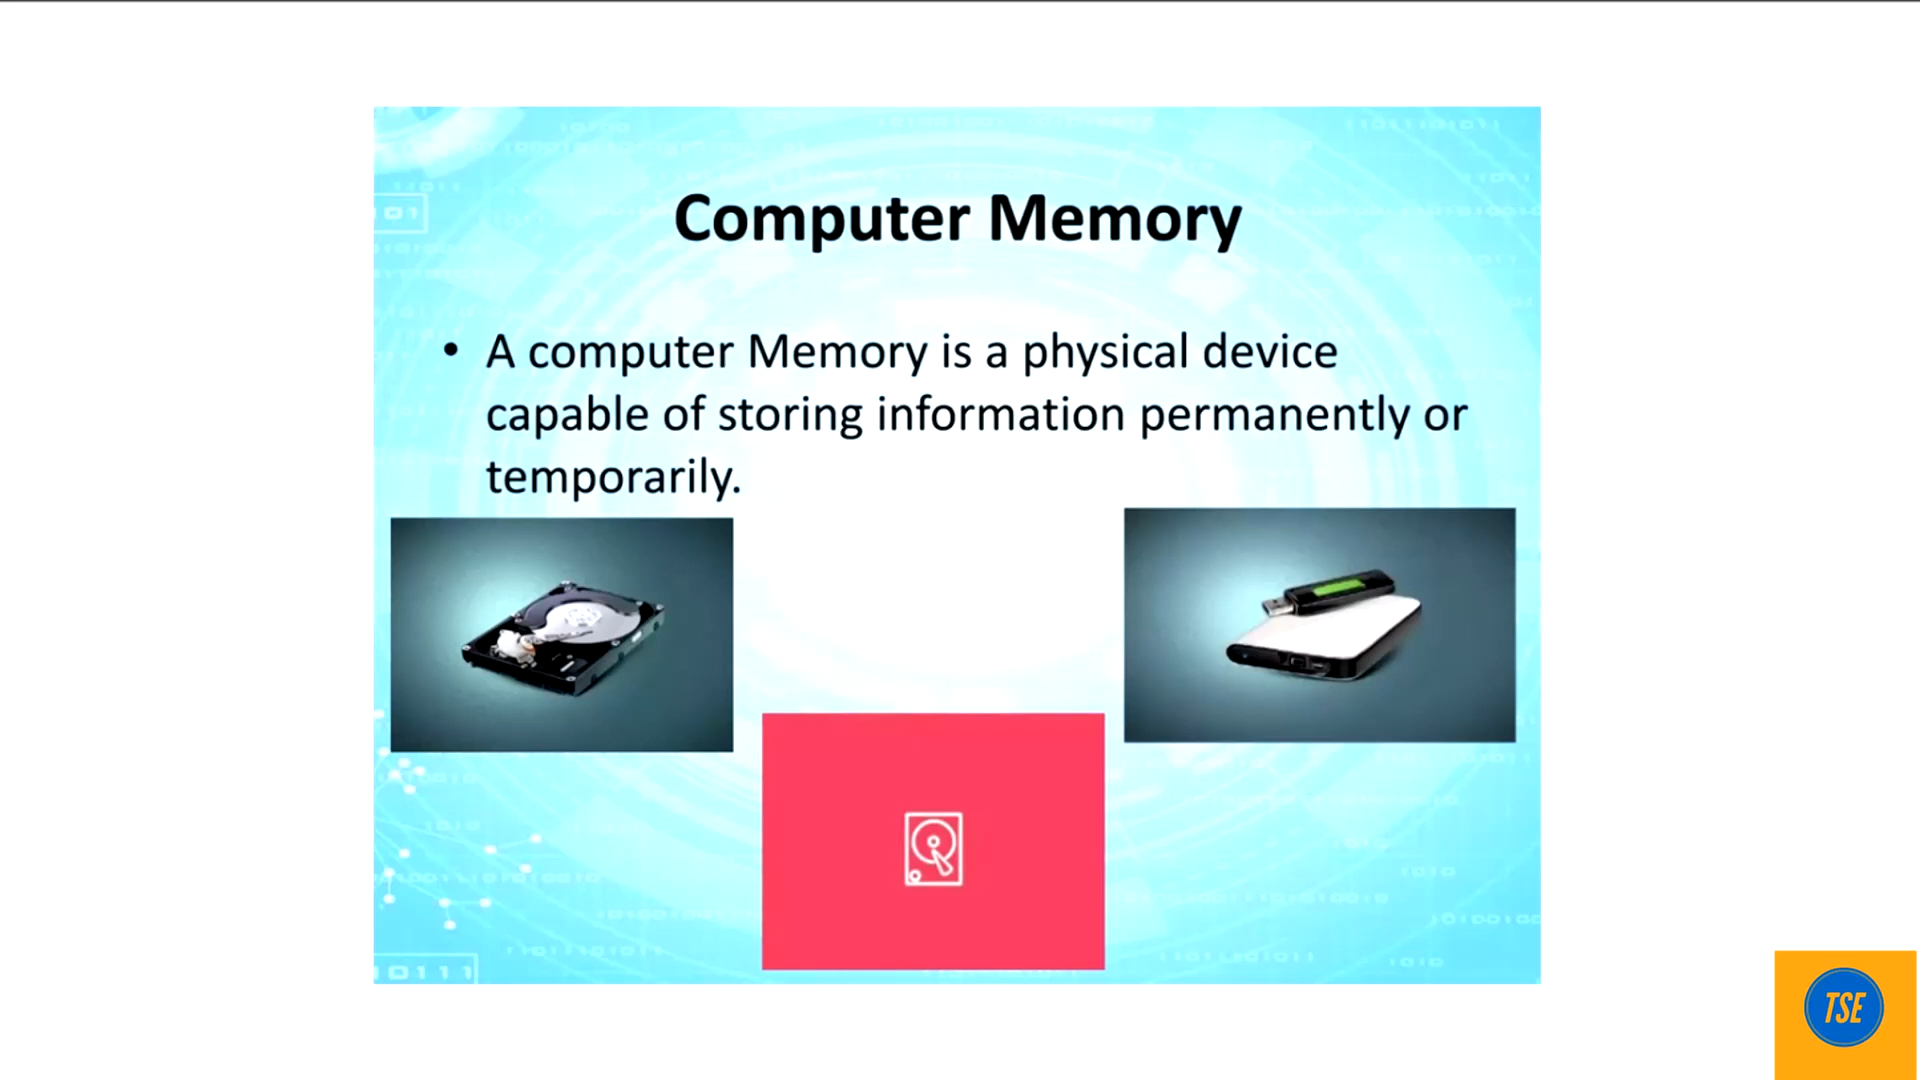 Computer Memory
• A computer Memory is a physical device
capable of storing information permanently or
temporarily.
TSE